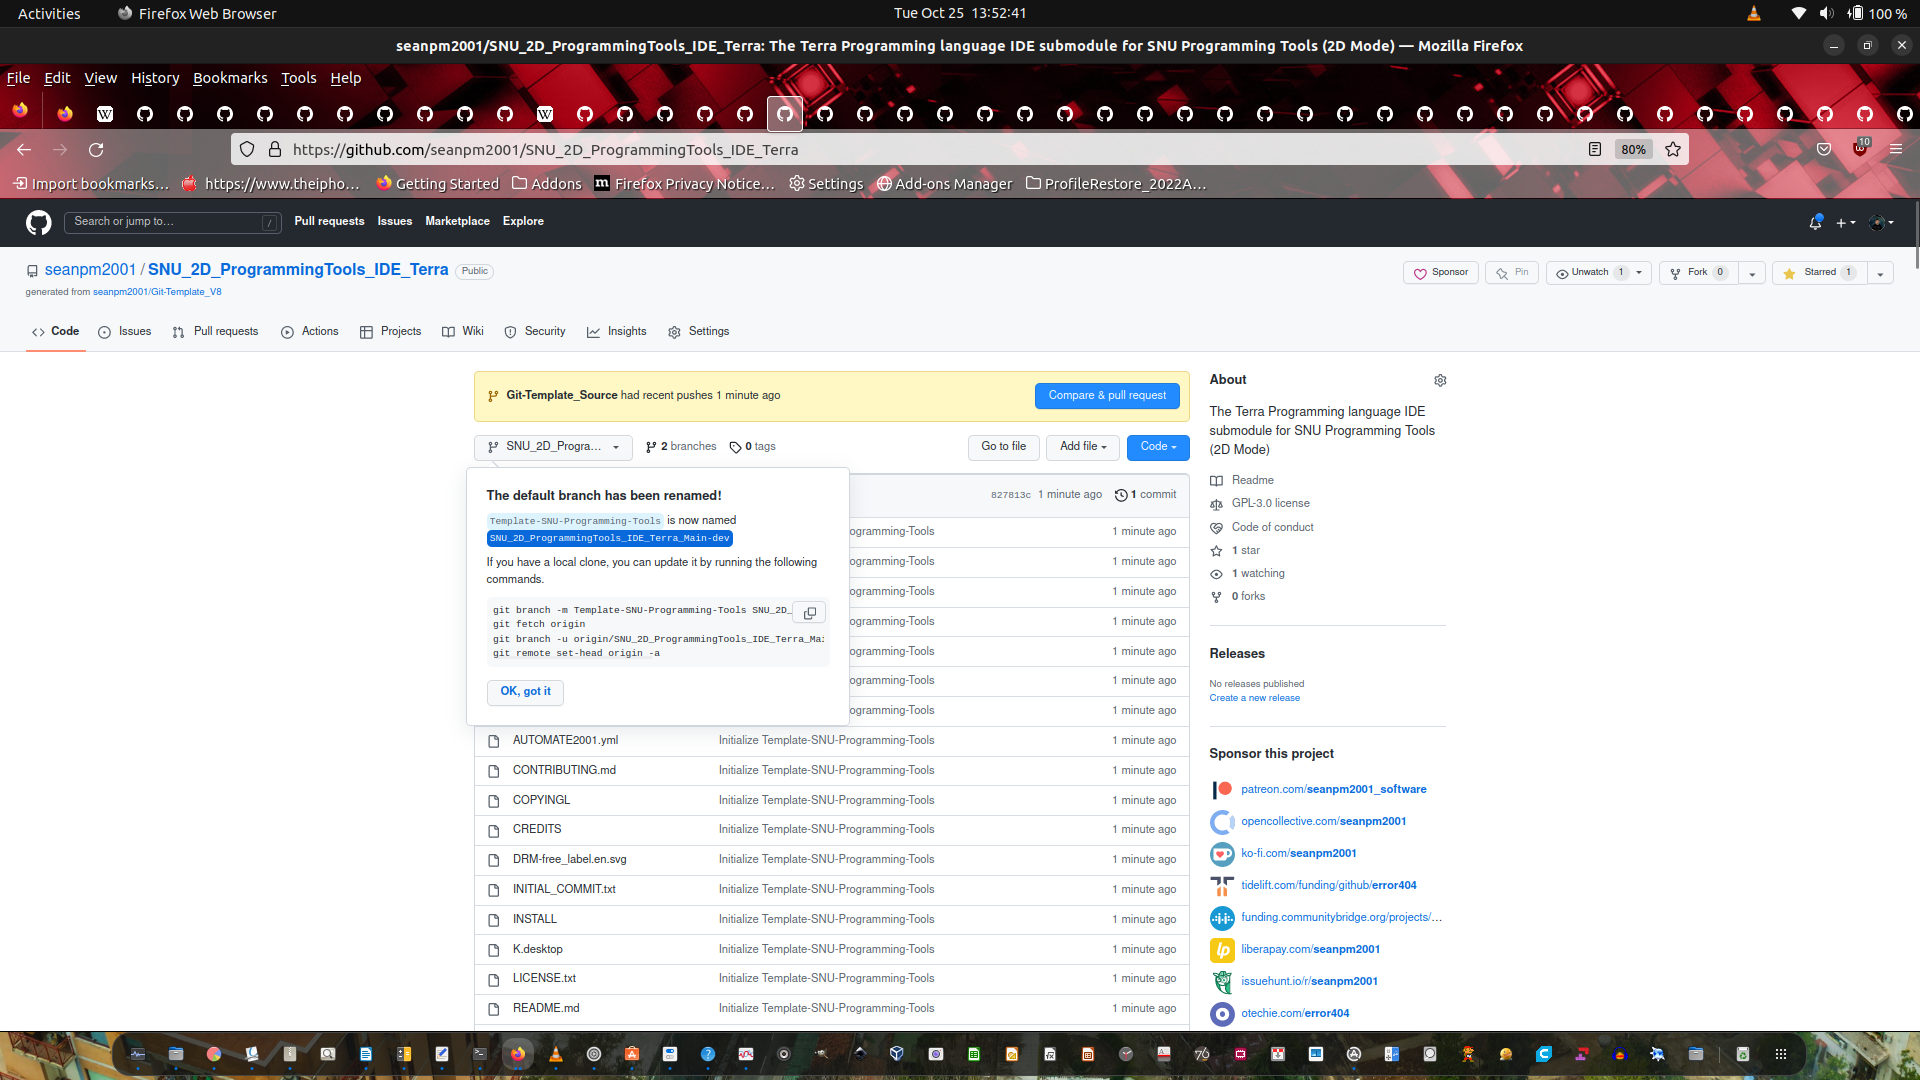 Activities
Firefox Web Browser
Tue Oct 25  13:52:41
100 %
seanpm2001/SNU_2D_ProgrammingTools_IDE_Terra: The Terra Programming language IDE submodule for SNU Programming Tools (2D Mode) — Mozilla Firefox
File Edit View History Bookmarks Tools Help
https://github.com/seanpm2001/SNU_2D_ProgrammingTools_IDE_Terra
80%
10
Import bookmarks…
https://www.theipho…
Getting Started
Addons
Firefox Privacy Notice…
Settings
Add-ons Manager
ProfileRestore_2022A…
Search or jump to…
/
Pull requests
Issues
Marketplace
Explore
seanpm2001 / SNU_2D_ProgrammingTools_IDE_Terra
Public
generated from seanpm2001/Git-Template_V8
Sponsor
Pin
Unwatch 1
Fork 0
Starred 1
Code
Issues
Pull requests
Actions
Projects
Wiki
Security
Insights
Settings
Git-Template_Source had recent pushes 1 minute ago
Compare & pull request
SNU_2D_Progra…
2 branches
0 tags
Go to file
Add file
Code
The default branch has been renamed!
Template-SNU-Programming-Tools is now named
SNU_2D_ProgrammingTools_IDE_Terra_Main-dev
If you have a local clone, you can update it by running the following
commands.
git branch -m Template-SNU-Programming-Tools SNU_2D_
git fetch origin
git branch -u origin/SNU_2D_ProgrammingTools_IDE_Terra_Mai
git remote set-head origin -a
OK, got it
827813c 1 minute ago
1 commit
ogramming-Tools 1 minute ago
ogramming-Tools 1 minute ago
ogramming-Tools 1 minute ago
ogramming-Tools 1 minute ago
ogramming-Tools 1 minute ago
ogramming-Tools 1 minute ago
ogramming-Tools 1 minute ago
AUTOMATE2001.yml Initialize Template-SNU-Programming-Tools 1 minute ago
CONTRIBUTING.md Initialize Template-SNU-Programming-Tools 1 minute ago
COPYINGL Initialize Template-SNU-Programming-Tools 1 minute ago
CREDITS Initialize Template-SNU-Programming-Tools 1 minute ago
DRM-free_label.en.svg Initialize Template-SNU-Programming-Tools 1 minute ago
INITIAL_COMMIT.txt Initialize Template-SNU-Programming-Tools 1 minute ago
INSTALL Initialize Template-SNU-Programming-Tools 1 minute ago
K.desktop Initialize Template-SNU-Programming-Tools 1 minute ago
LICENSE.txt Initialize Template-SNU-Programming-Tools 1 minute ago
README.md Initialize Template-SNU-Programming-Tools 1 minute ago
About
The Terra Programming language IDE
submodule for SNU Programming Tools
(2D Mode)
Readme
GPL-3.0 license
Code of conduct
1 star
1 watching
0 forks
Releases
No releases published
Create a new release
Sponsor this project
patreon.com/seanpm2001_software
opencollective.com/seanpm2001
ko-fi.com/seanpm2001
tidelift.com/funding/github/error404
funding.communitybridge.org/projects/…
liberapay.com/seanpm2001
issuehunt.io/r/seanpm2001
otechie.com/error404